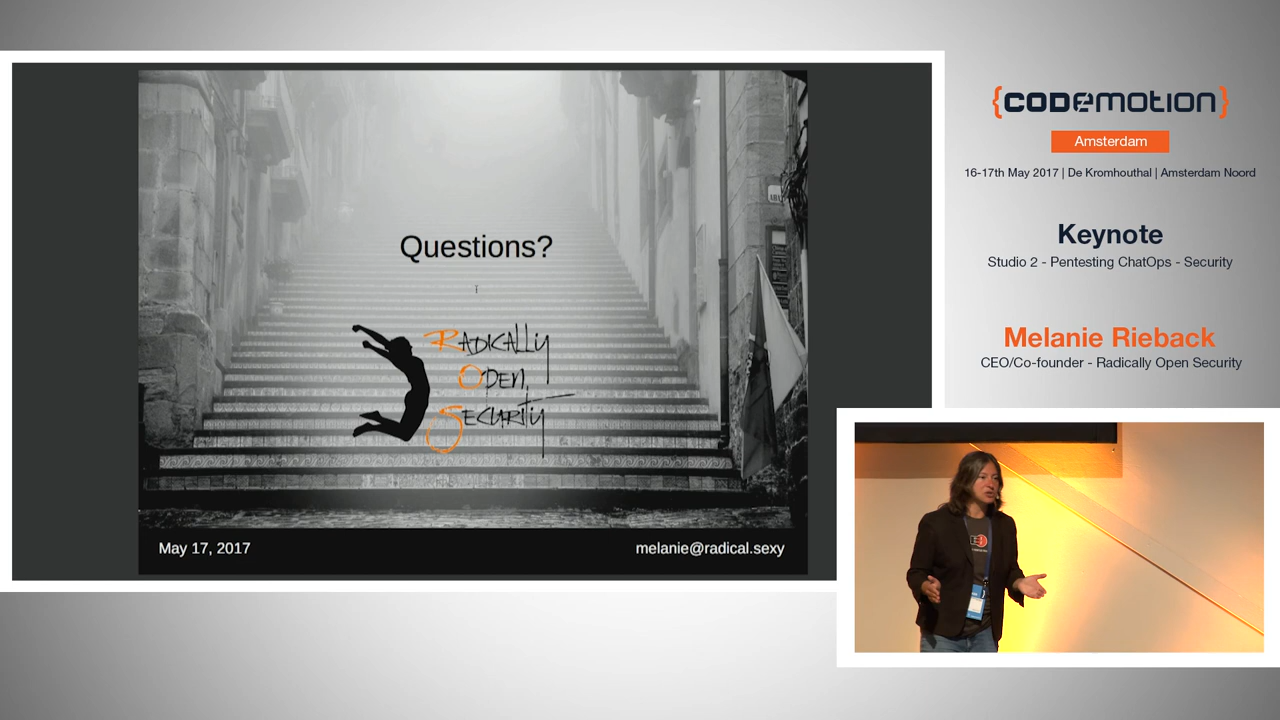 Questions?
RADICALLY
OPEN
SECURITY
May 17, 2017
melanie@radical.sexy
{CODEMOTION}
Amsterdam
16-17th May 2017 | De Kromhouthal | Amsterdam Noord
Keynote
Studio 2 - Pentesting ChatOps - Security
Melanie Rieback
CEO/Co-founder - Radically Open Security